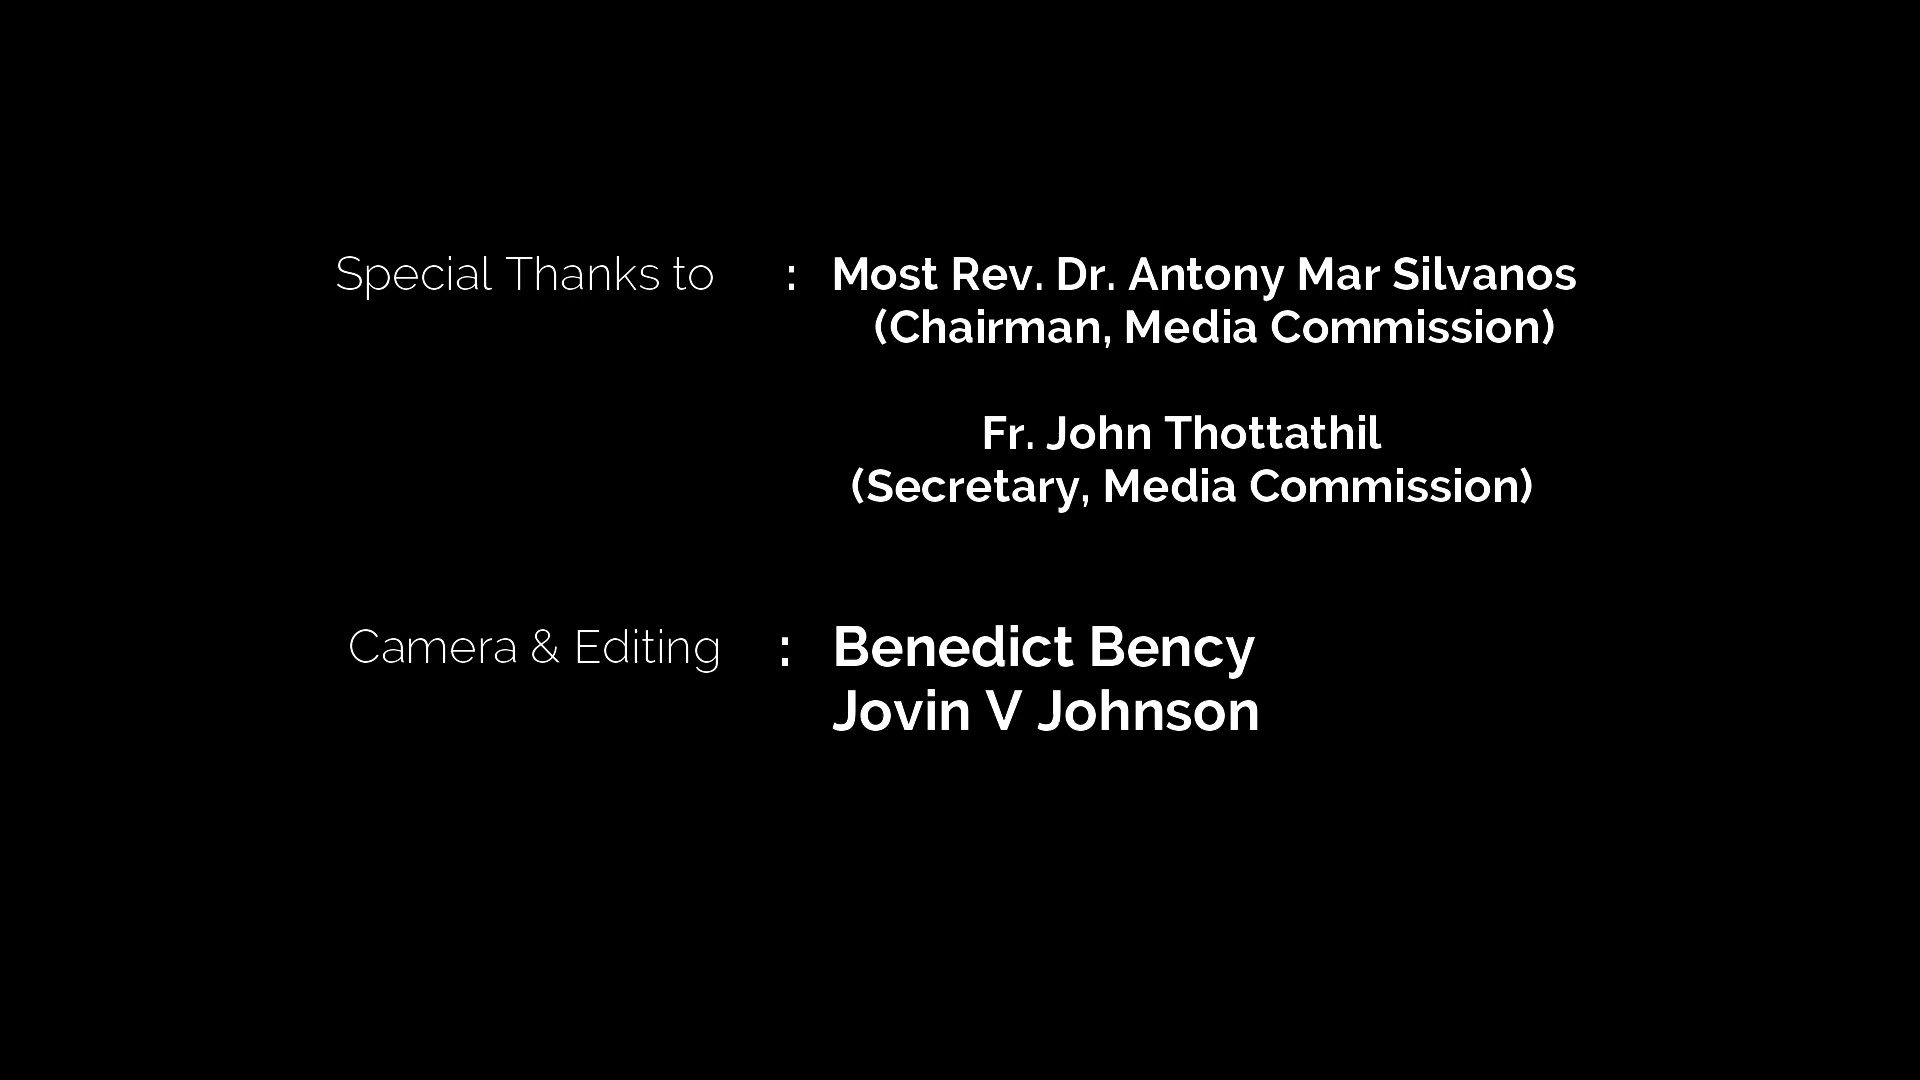 Special Thanks to : Most Rev. Dr. Antony Mar Silvanos
(Chairman, Media Commission)
Fr. John Thottathil
(Secretary, Media Commission)
Camera & Editing : Benedict Bency
Jovin V Johnson